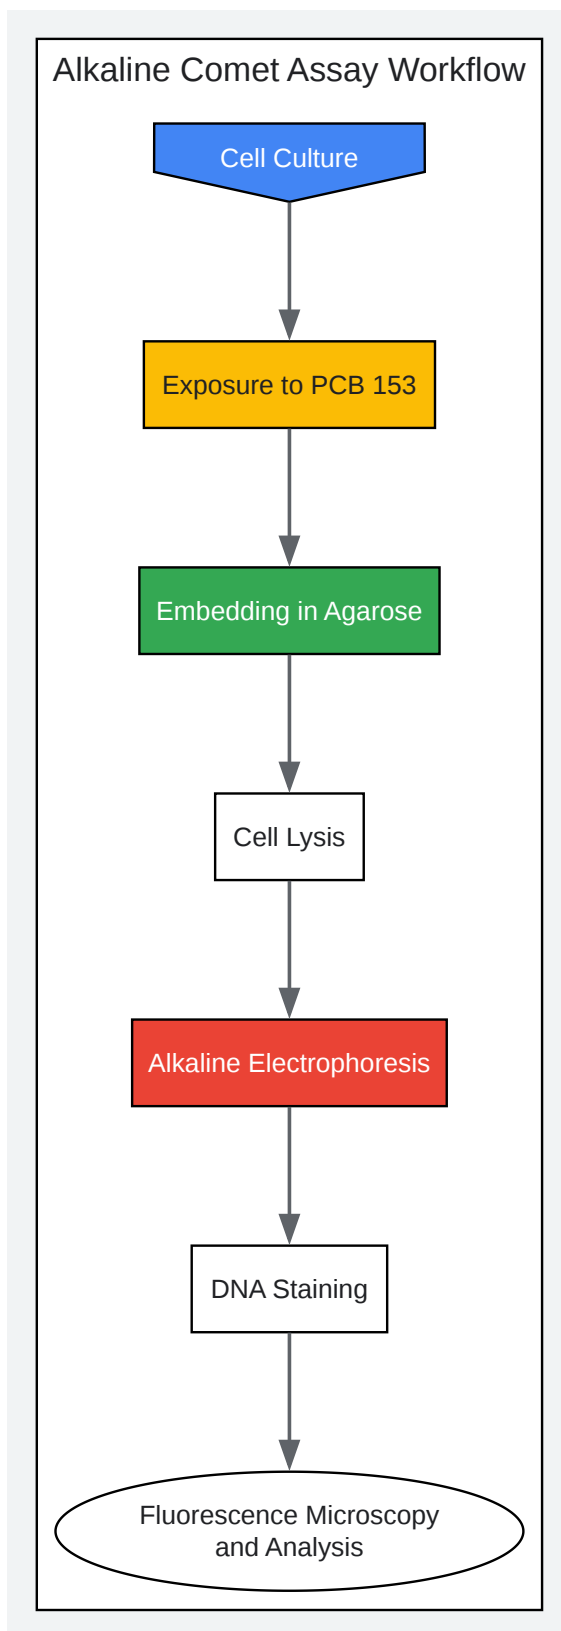 Alkaline Comet Assay Workflow
Cell Culture
Exposure to PCB 153
Embedding in Agarose
Cell Lysis
Alkaline Electrophoresis
DNA Staining
Fluorescence Microscopy
and Analysis